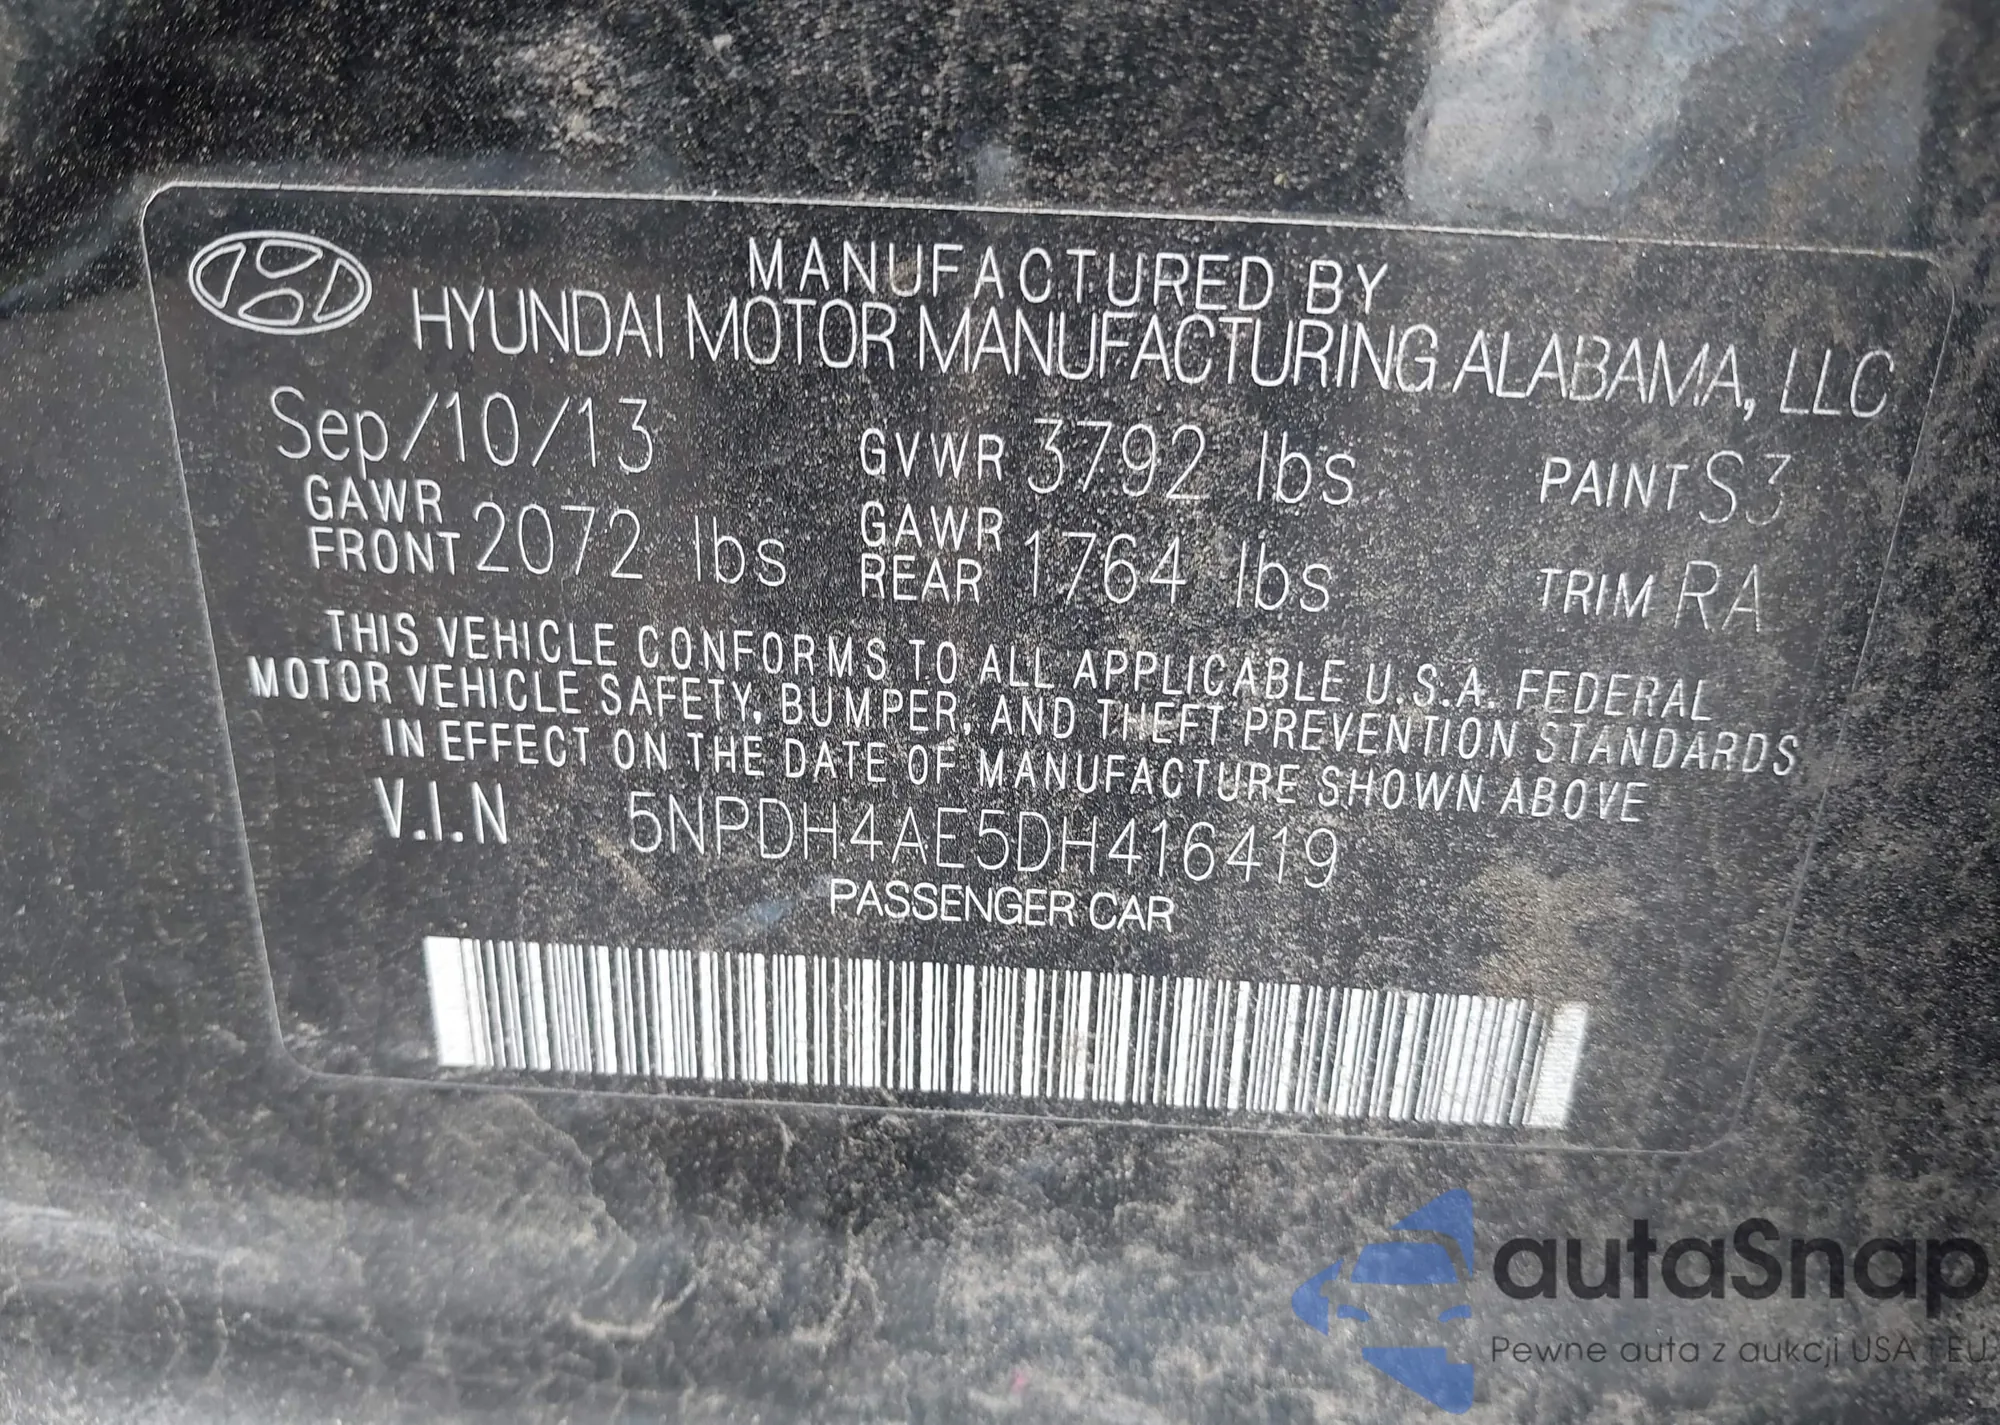 MANUFACTURED BY
HYUNDAI MOTOR MANUFACTURING ALABAMA, LLC
Sep/10/13 GVWR 3792 lbs PAINT S3
GAWR FRONT 2072 lbs GAWR REAR 1764 lbs TRIM RA
THIS VEHICLE CONFORMS TO ALL APPLICABLE U.S.A. FEDERAL
MOTOR VEHICLE SAFETY, BUMPER, AND THEFT PREVENTION STANDARDS
IN EFFECT ON THE DATE OF MANUFACTURE SHOWN ABOVE
V.I.N 5NPDH4AE5DH416419
PASSENGER CAR
autaSnap
Pewne auta z aukcji USA i EU